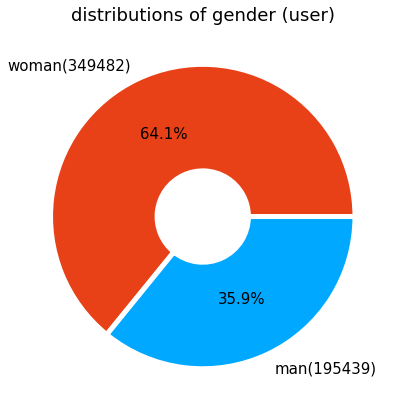 distributions of gender (user)
woman(349482)
64.1%
35.9%
man(195439)